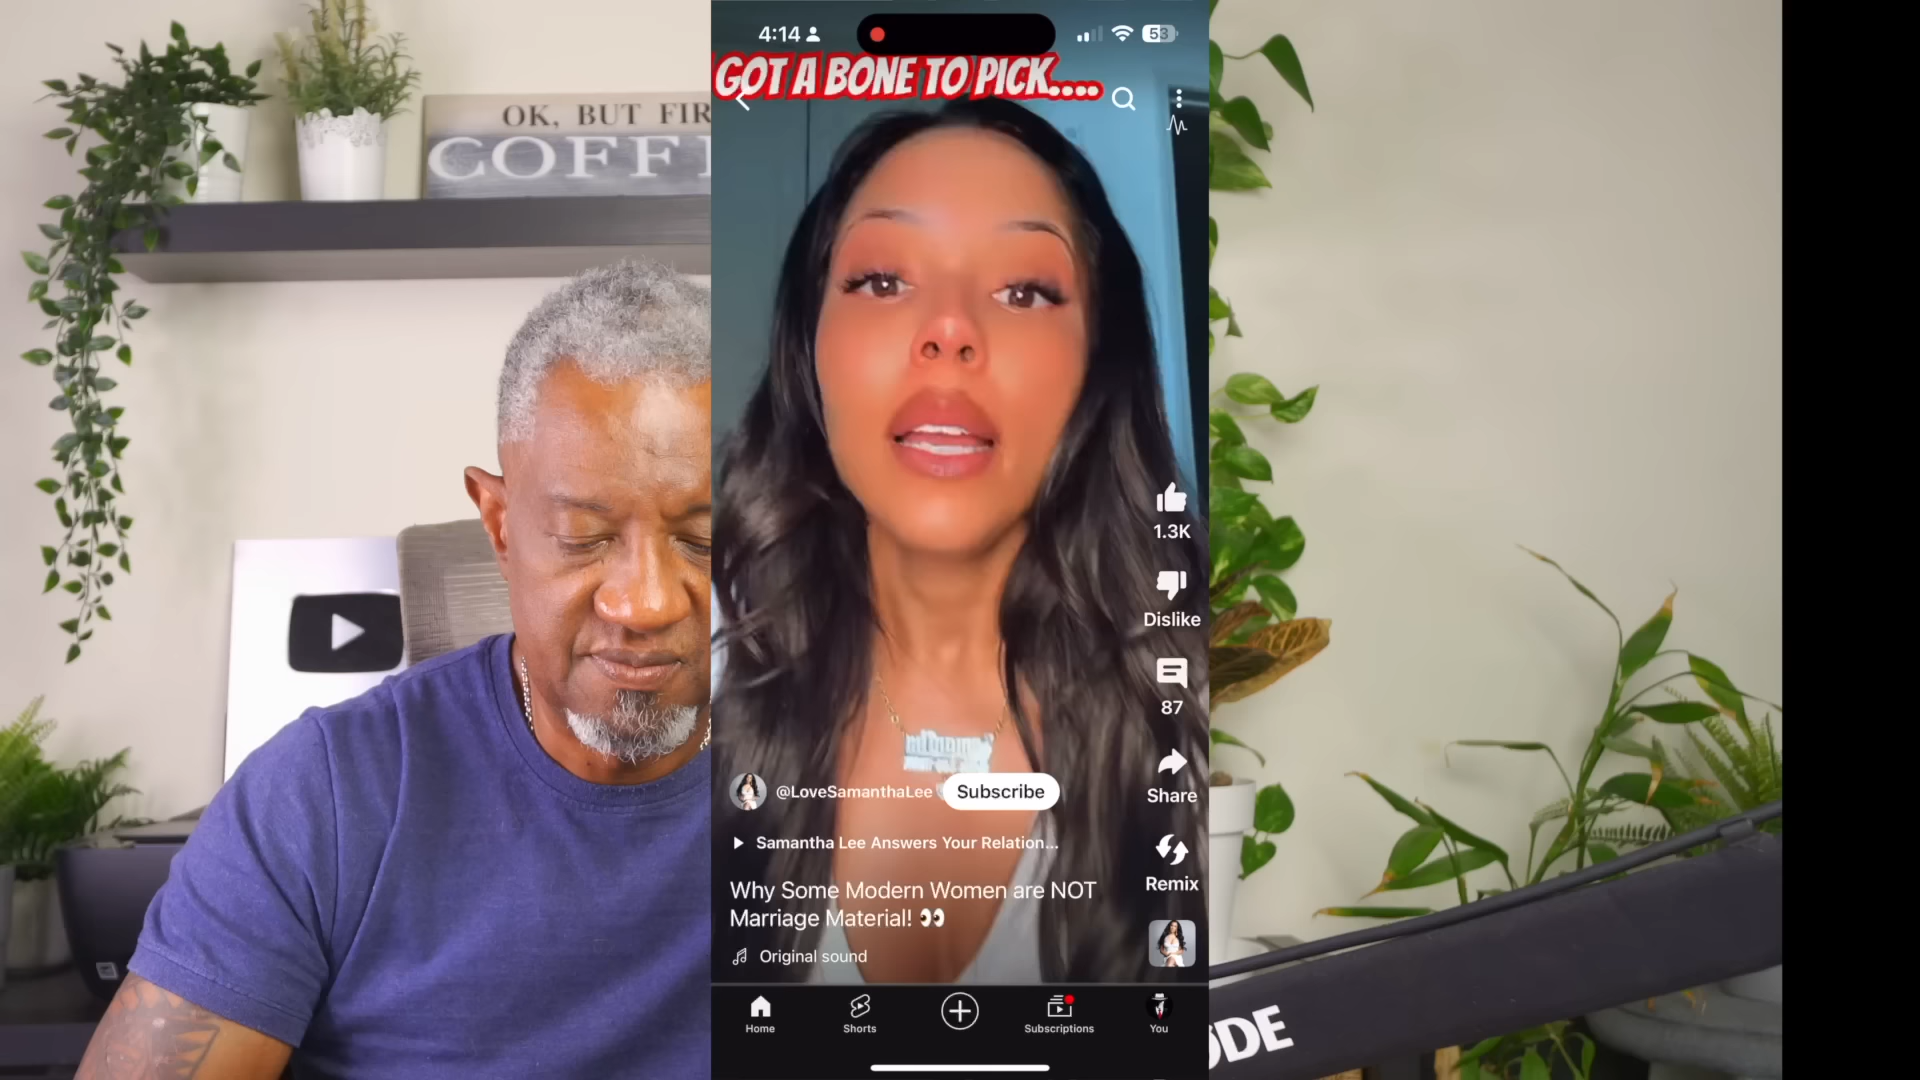 OK, BUT FIR
COFF
4:14
53
GOT A BONE TO PICK....
1.3K
Dislike
87
Share
Remix
@LoveSamanthaLee
Subscribe
Samantha Lee Answers Your Relation...
Why Some Modern Women are NOT
Marriage Material! 👀
Original sound
Home
Shorts
Subscriptions
You
ODE